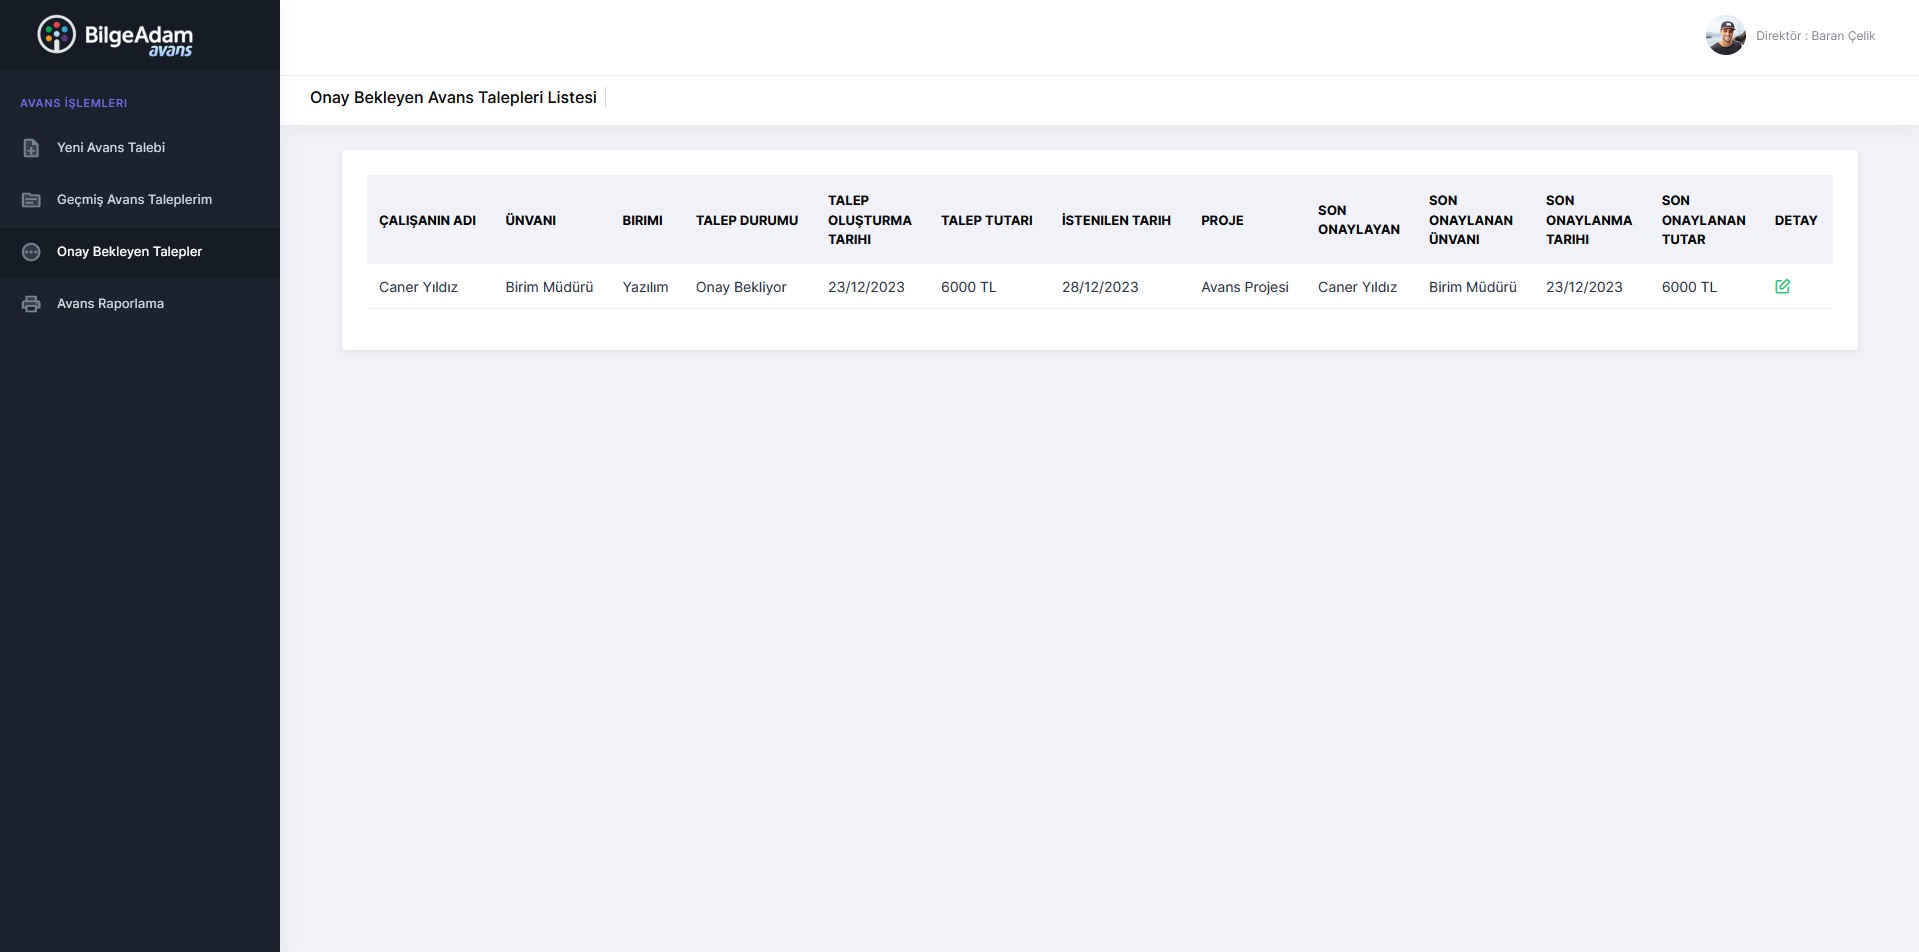 BilgeAdam
avans
Direktör : Baran Çelik
AVANS İŞLEMLERI
Yeni Avans Talebi
Geçmiş Avans Taleplerim
Onay Bekleyen Talepler
Avans Raporlama
Onay Bekleyen Avans Talepleri Listesi
ÇALIŞANIN ADI
ÜNVANI
BIRIMI
TALEP DURUMU
TALEP
OLUŞTURMA
TARIHI
TALEP TUTARI
İSTENILEN TARIH
PROJE
SON
ONAYLAYAN
SON
ONAYLANAN
ÜNVANI
SON
ONAYLANMA
TARIHI
SON
ONAYLANAN
TUTAR
DETAY
Caner Yıldız
Birim Müdürü
Yazılım
Onay Bekliyor
23/12/2023
6000 TL
28/12/2023
Avans Projesi
Caner Yıldız
Birim Müdürü
23/12/2023
6000 TL